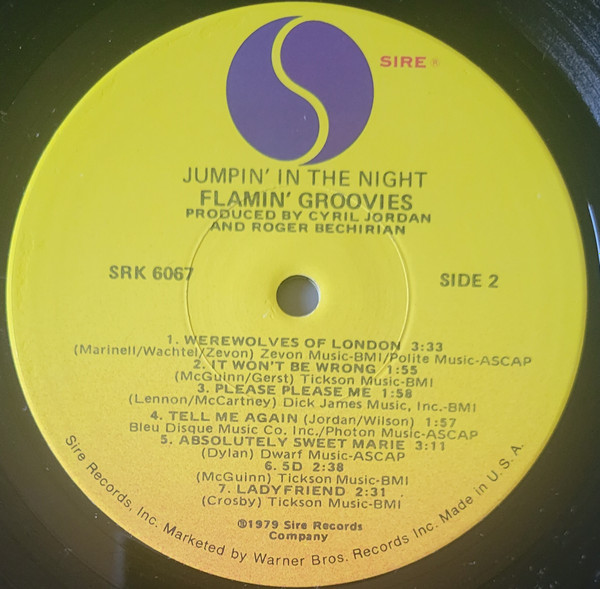 SIRE ®
JUMPIN' IN THE NIGHT
FLAMIN' GROOVIES
PRODUCED BY CYRIL JORDAN
AND ROGER BECHIRIAN
SRK 6067
SIDE 2
1. WEREWOLVES OF LONDON 3:33
(Marinell/Wachtel/Zevon) Zevon Music-BMI/Polite Music-ASCAP
2. IT WON'T BE WRONG 1:55
(McGuinn/Gerst) Tickson Music-BMI
3. PLEASE PLEASE ME 1:58
(Lennon/McCartney) Dick James Music, Inc.-BMI
4. TELL ME AGAIN (Jordan/Wilson) 1:57
Bleu Disque Music Co. Inc./Photon Music-ASCAP
5. ABSOLUTELY SWEET MARIE 3:11
(Dylan) Dwarf Music-ASCAP
6. 5D 2:38
(McGuinn) Tickson Music-BMI
7. LADYFRIEND 2:31
(Crosby) Tickson Music-BMI
℗1979 Sire Records
Company
Sire Records, Inc. Marketed by Warner Bros. Records Inc. Made in U.S.A.